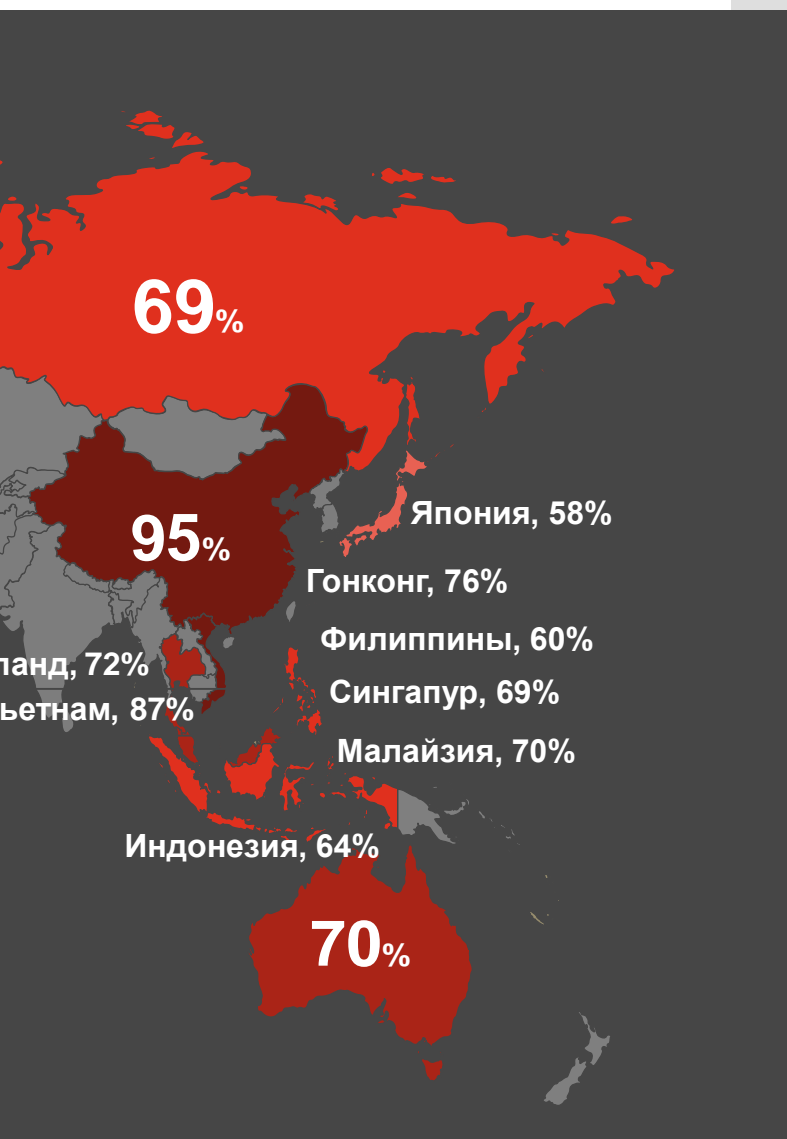 69%
95%
Япония, 58%
Гонконг, 76%
Филиппины, 60%
ланд, 72%
Сингапур, 69%
ьетнам, 87%
Малайзия, 70%
Индонезия, 64%
70%